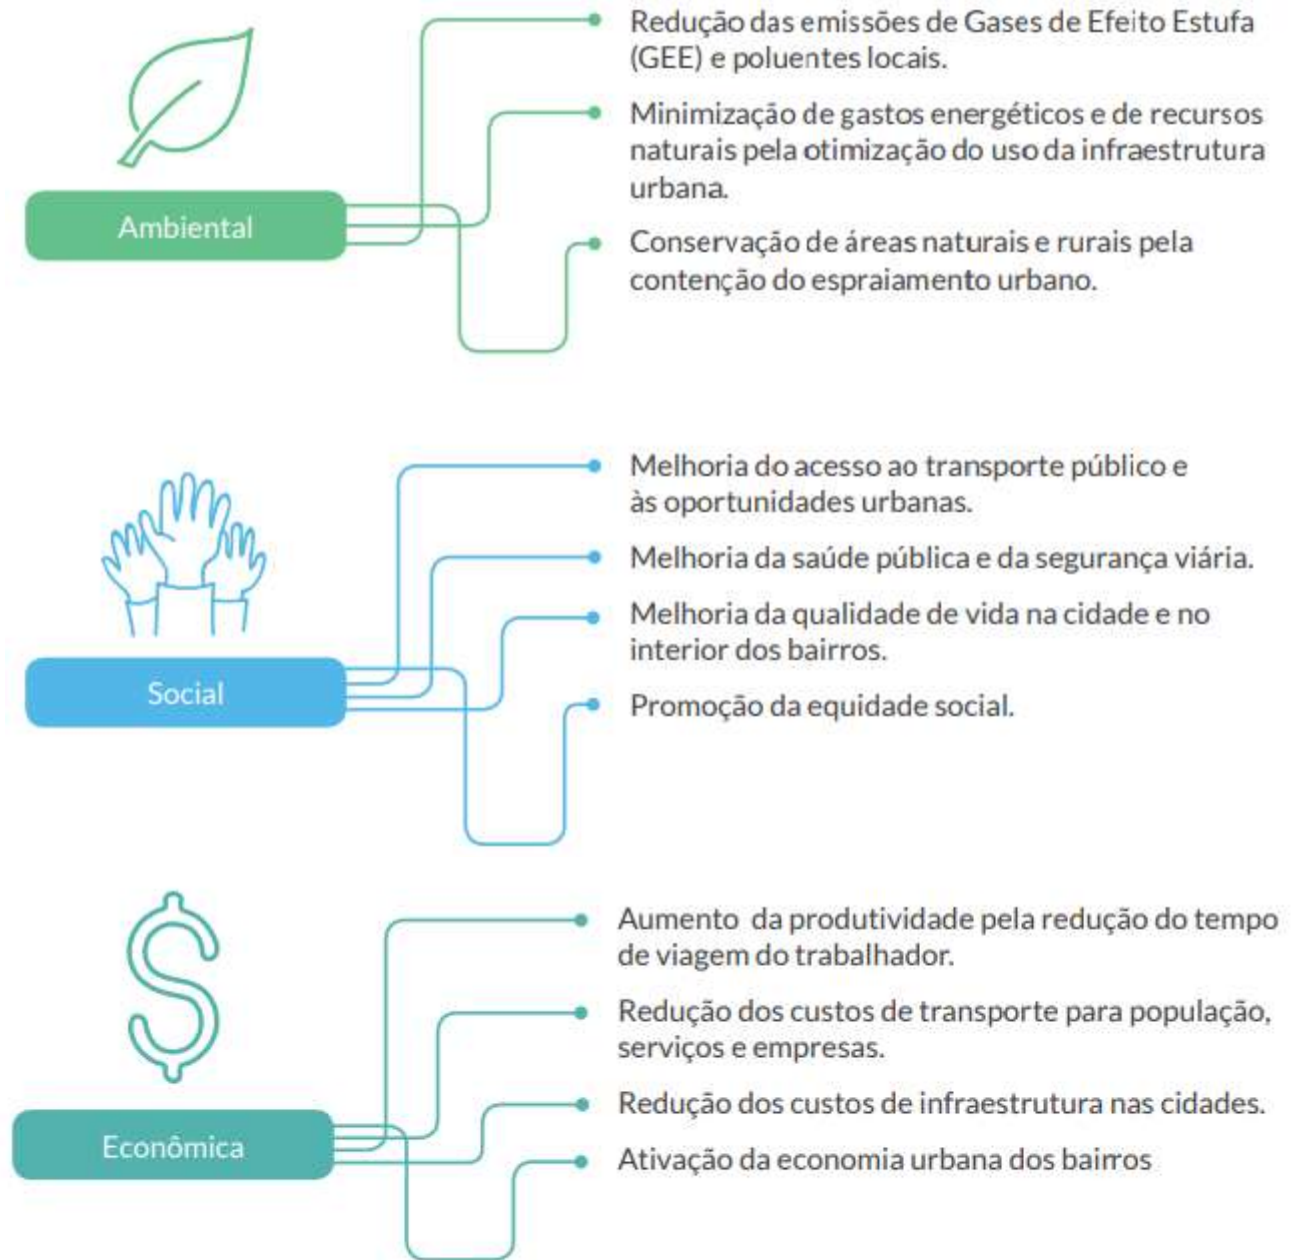 Redução das emissões de Gases de Efeito Estufa
(GEE) e poluentes locais.
Minimização de gastos energéticos e de recursos
naturais pela otimização do uso da infraestrutura
urbana.
Ambiental
Conservação de áreas naturais e rurais pela
contenção do espraiamento urbano.
Melhoria do acesso ao transporte público e
às oportunidades urbanas.
Melhoria da saúde pública e da segurança viária.
Melhoria da qualidade de vida na cidade e no
interior dos bairros.
Social
Promoção da equidade social.
Aumento da produtividade pela redução do tempo
de viagem do trabalhador.
Redução dos custos de transporte para população,
serviços e empresas.
Redução dos custos de infraestrutura nas cidades.
Econômica
Ativação da economia urbana dos bairros